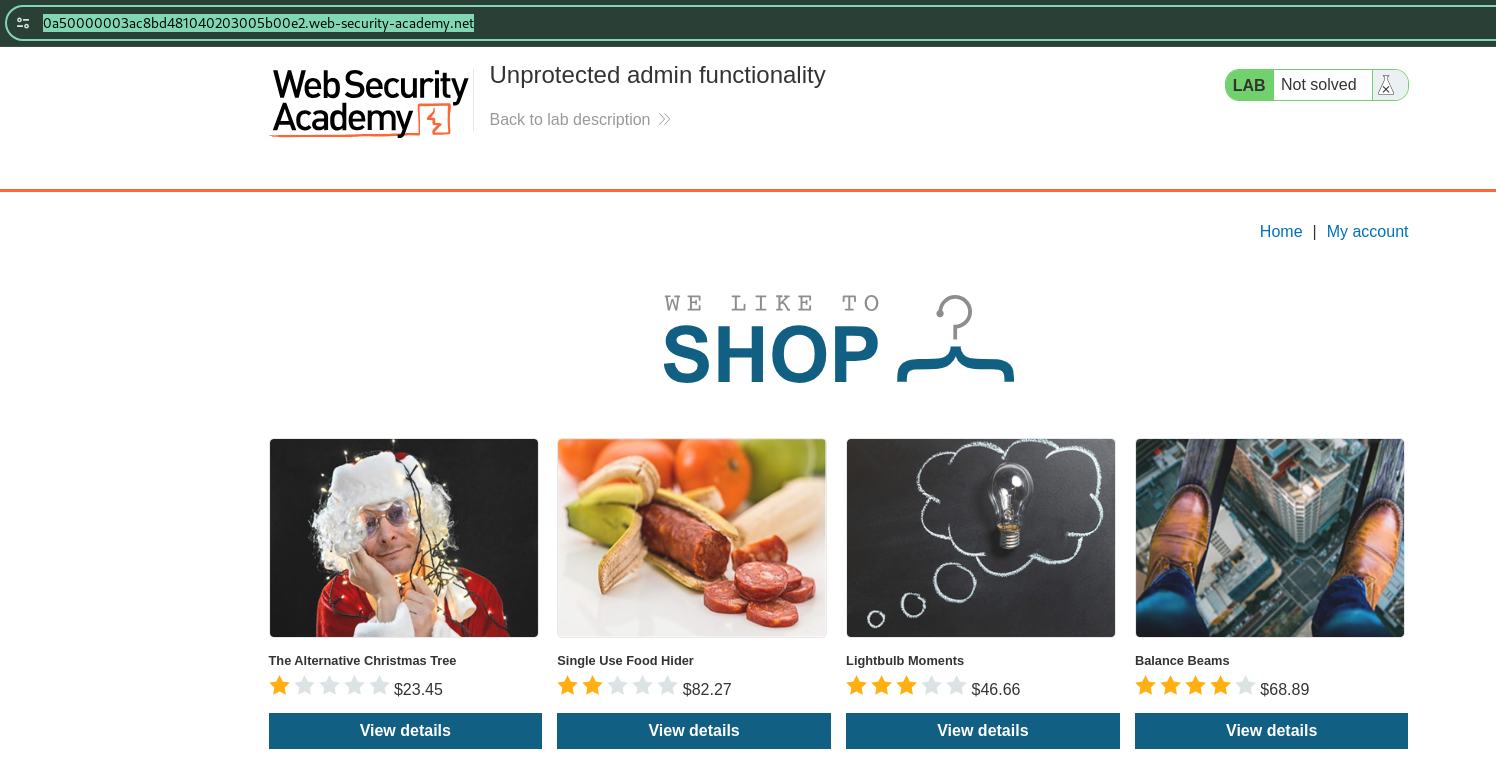 0a50000003ac8bd481040203005b00e2.web-security-academy.net
Web Security
Academy
Unprotected admin functionality
Back to lab description
LAB Not solved
Home | My account
WE LIKE TO
SHOP
The Alternative Christmas Tree
$23.45
View details
Single Use Food Hider
$82.27
View details
Lightbulb Moments
$46.66
View details
Balance Beams
$68.89
View details